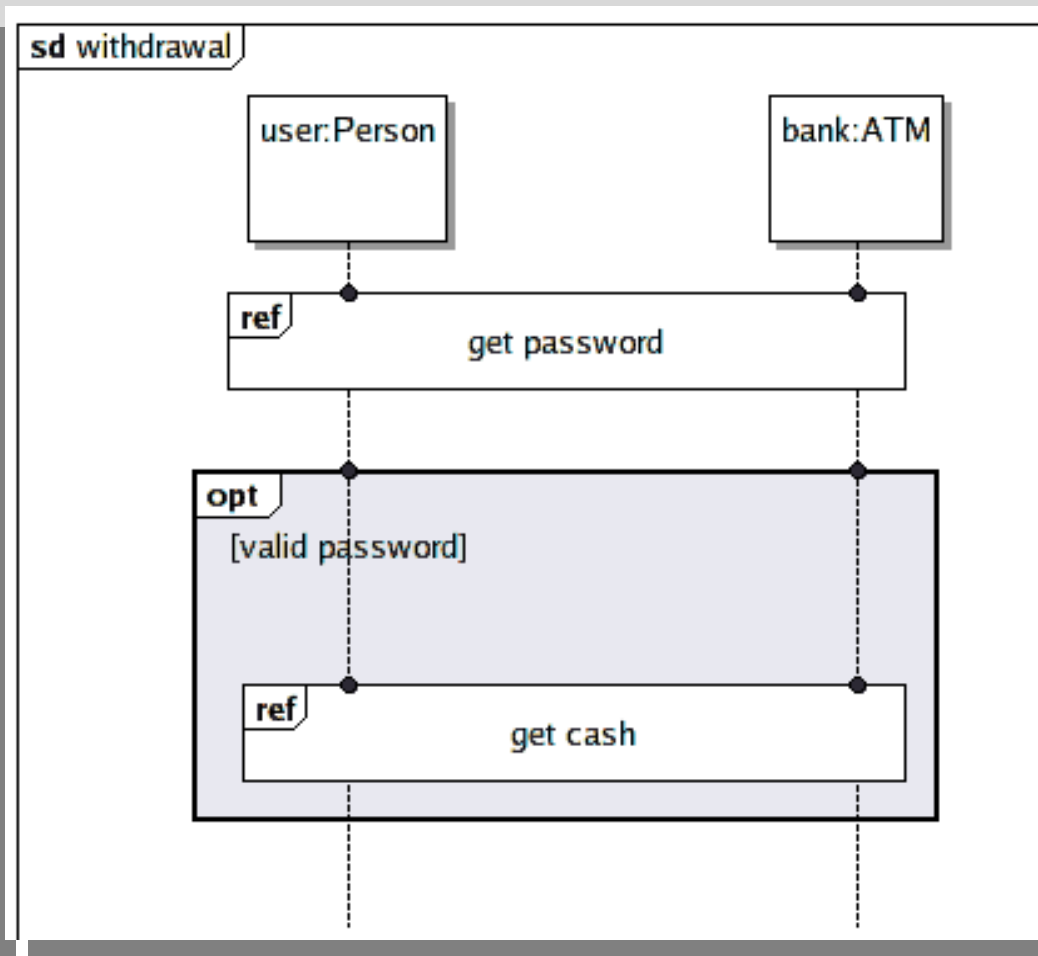 sd withdrawal
user:Person
bank:ATM
ref
get password
opt
[valid password]
ref
get cash